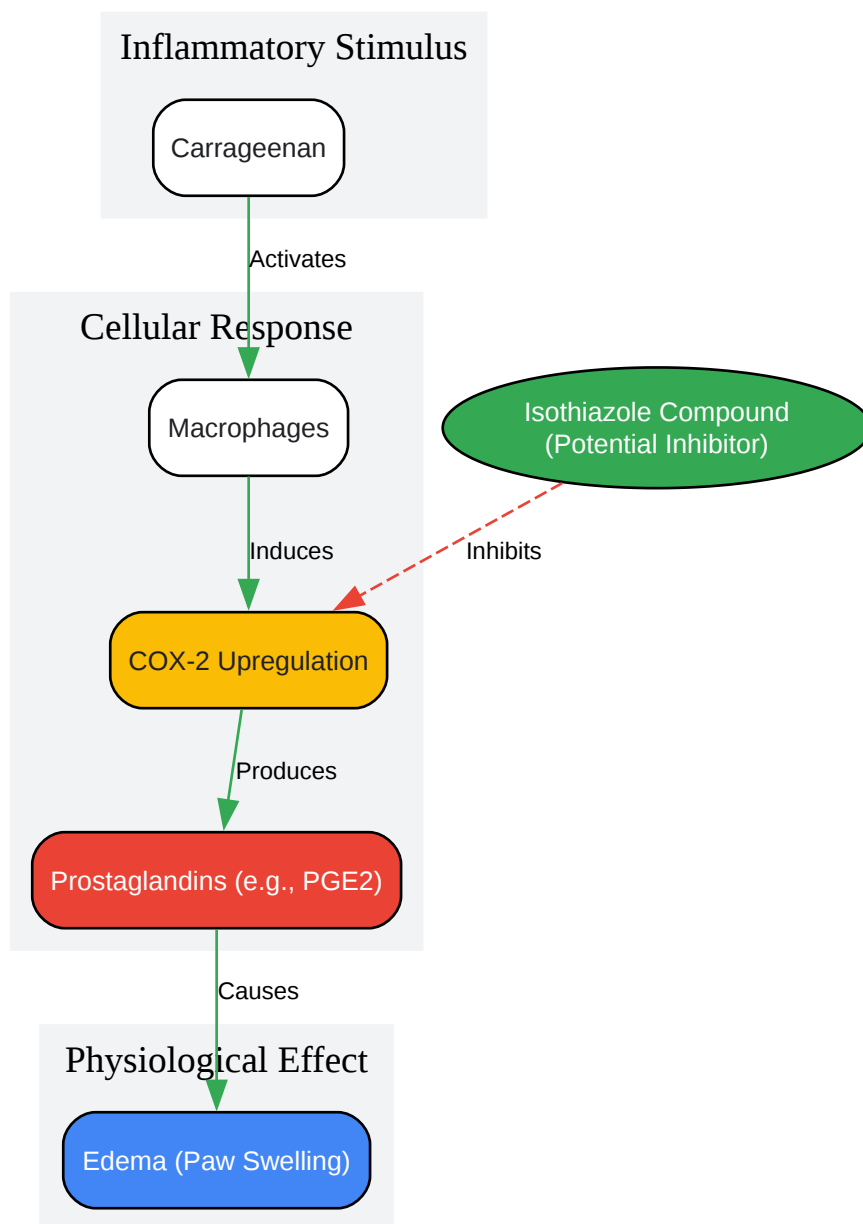 Inflammatory Stimulus
Carrageenan
Activates
Cellular Response
Macrophages
Isothiazole Compound
(Potential Inhibitor)
Induces
Inhibits
COX-2 Upregulation
Produces
Prostaglandins (e.g., PGE2)
Causes
Physiological Effect
Edema (Paw Swelling)